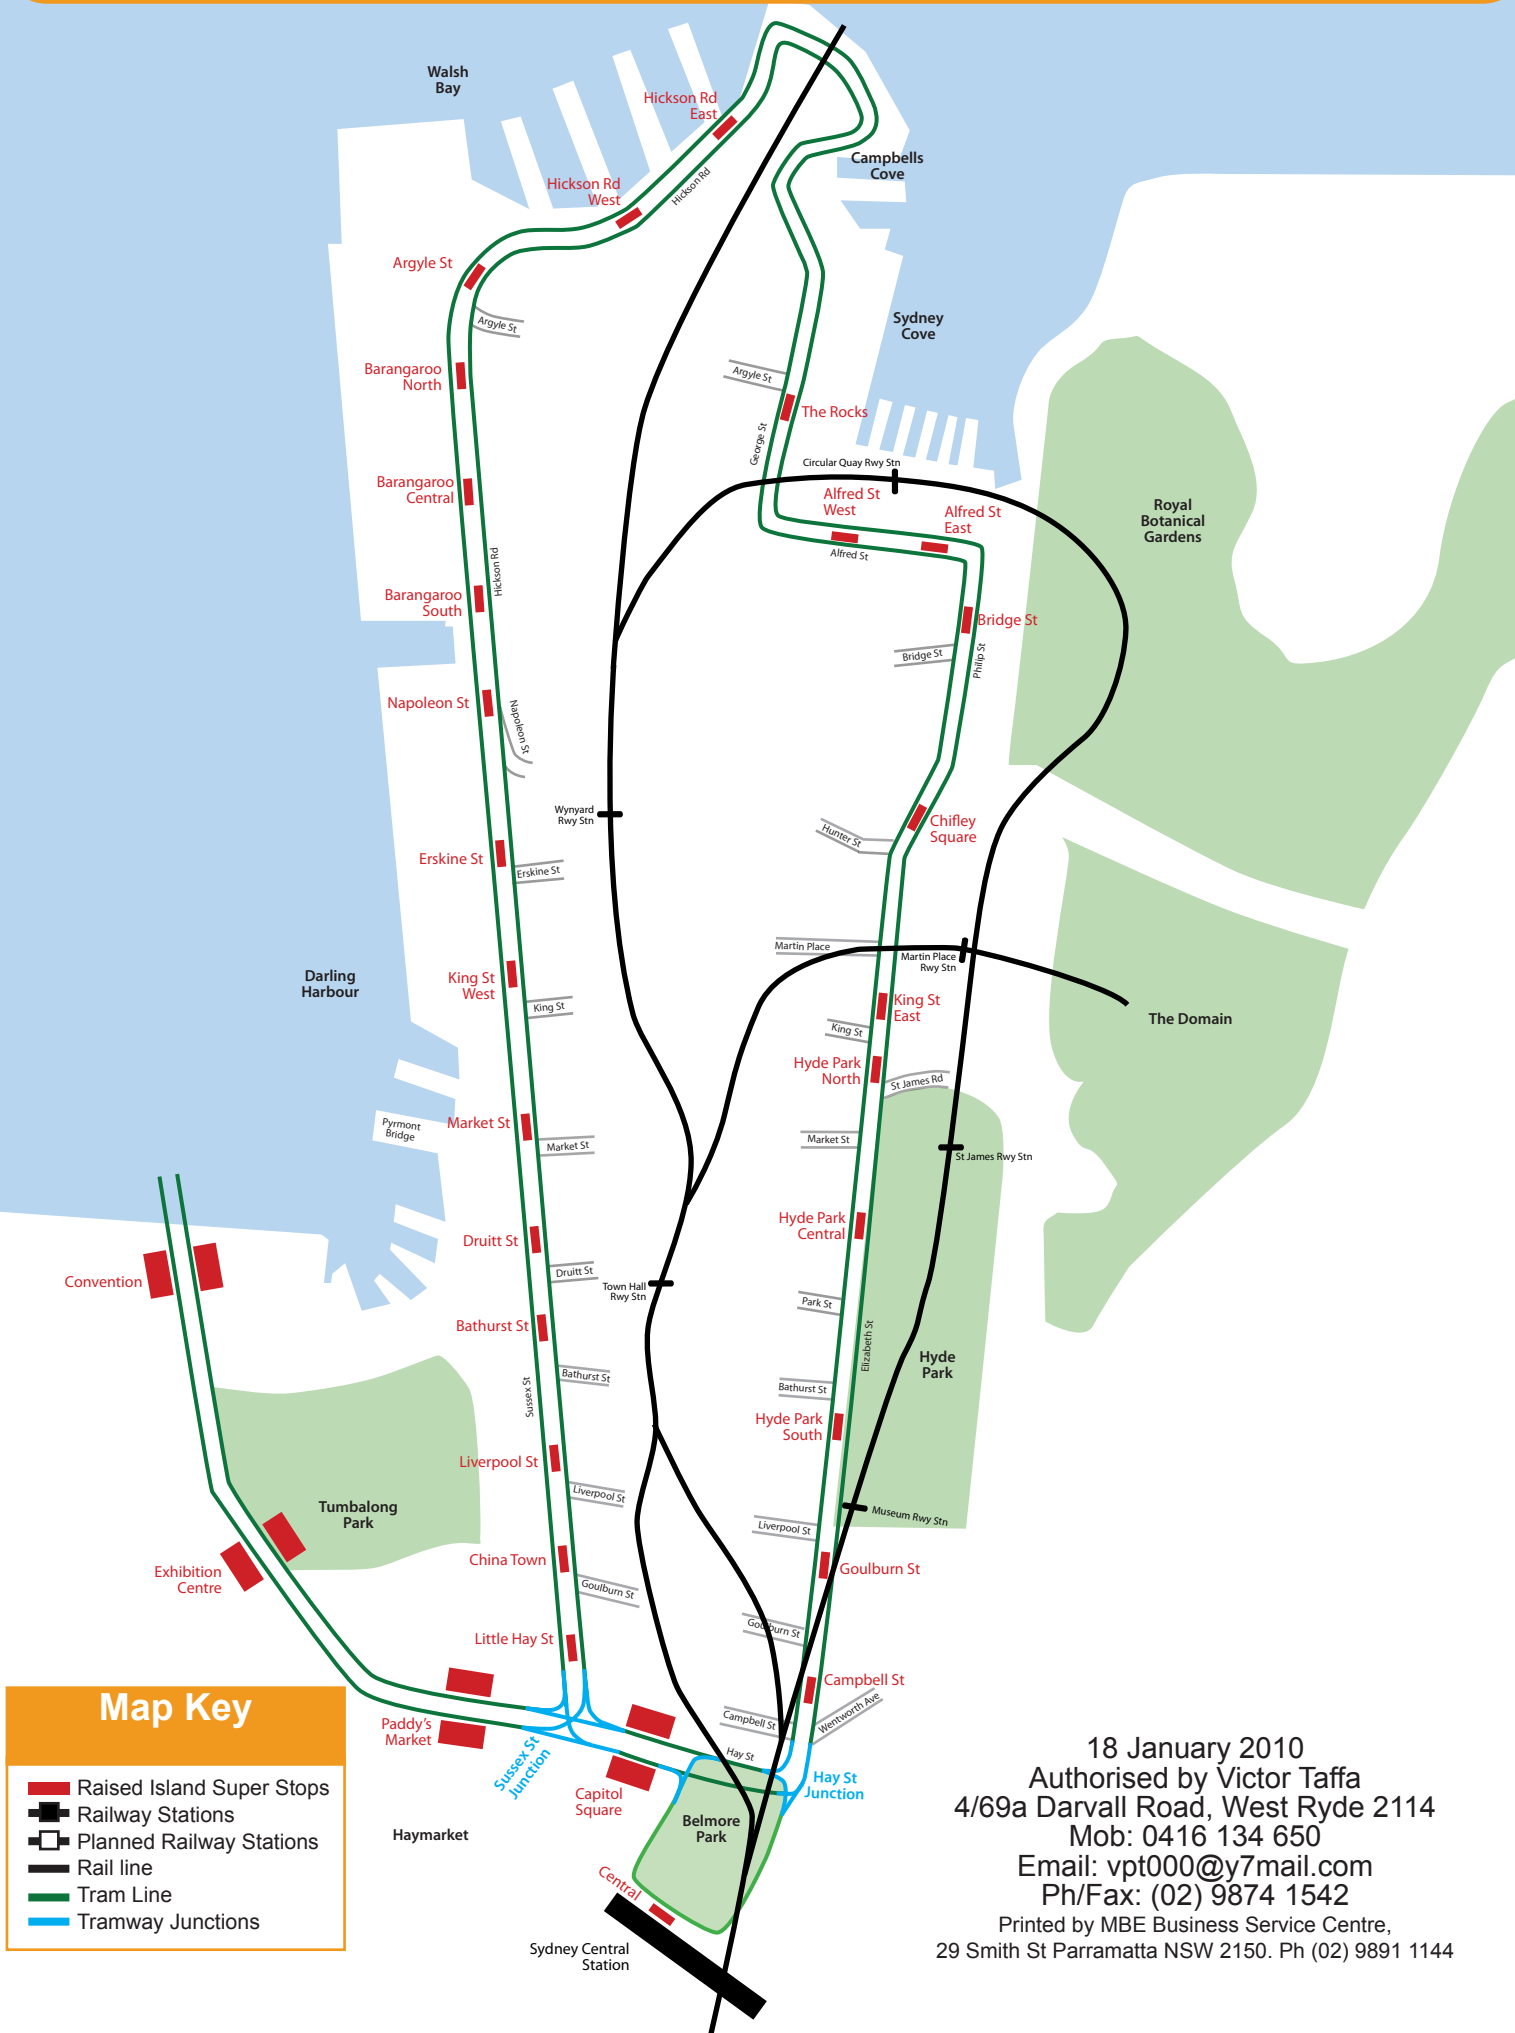 Walsh
Bay
Hickson Rd
East
Hickson Rd
West
Hickson Rd
Campbells
Cove
Argyle St
Argyle St
Sydney
Cove
Barangaroo
North
Argyle St
The Rocks
George St
Circular Quay Rwy Stn
Barangaroo
Central
Alfred St
West
Alfred St
East
Alfred St
Royal
Botanical
Gardens
Hickson Rd
Barangaroo
South
Bridge St
Bridge St
Philip St
Napoleon St
Napoleon St
Wynyard
Rwy Stn
Chifley
Square
Hunter St
Erskine St
Erskine St
Martin Place
Martin Place
Rwy Stn
Darling
Harbour
King St
West
King St
King St
East
King St
The Domain
Hyde Park
North
St James Rd
Pyrmont
Bridge
Market St
Market St
Market St
St James Rwy Stn
Hyde Park
Central
Druitt St
Druitt St
Convention
Town Hall
Rwy Stn
Park St
Bathurst St
Bathurst St
Elizabeth St
Hyde
Park
Bathurst St
Sussex St
Hyde Park
South
Liverpool St
Liverpool St
Tumbalong
Park
Museum Rwy Stn
Liverpool St
China Town
Exhibition
Centre
Goulburn St
Goulburn St
Goulburn St
Little Hay St
Campbell St
Campbell St
Wentworth Ave
Paddy's
Market
Sussex St
Junction
Hay St
Capitol
Square
Hay St
Junction
Belmore
Park
Haymarket
Central
Sydney Central
Station
Map Key
Raised Island Super Stops
Railway Stations
Planned Railway Stations
Rail line
Tram Line
Tramway Junctions
18 January 2010
Authorised by Victor Taffa
4/69a Darvall Road, West Ryde 2114
Mob: 0416 134 650
Email: vpt000@y7mail.com
Ph/Fax: (02) 9874 1542
Printed by MBE Business Service Centre,
29 Smith St Parramatta NSW 2150. Ph (02) 9891 1144